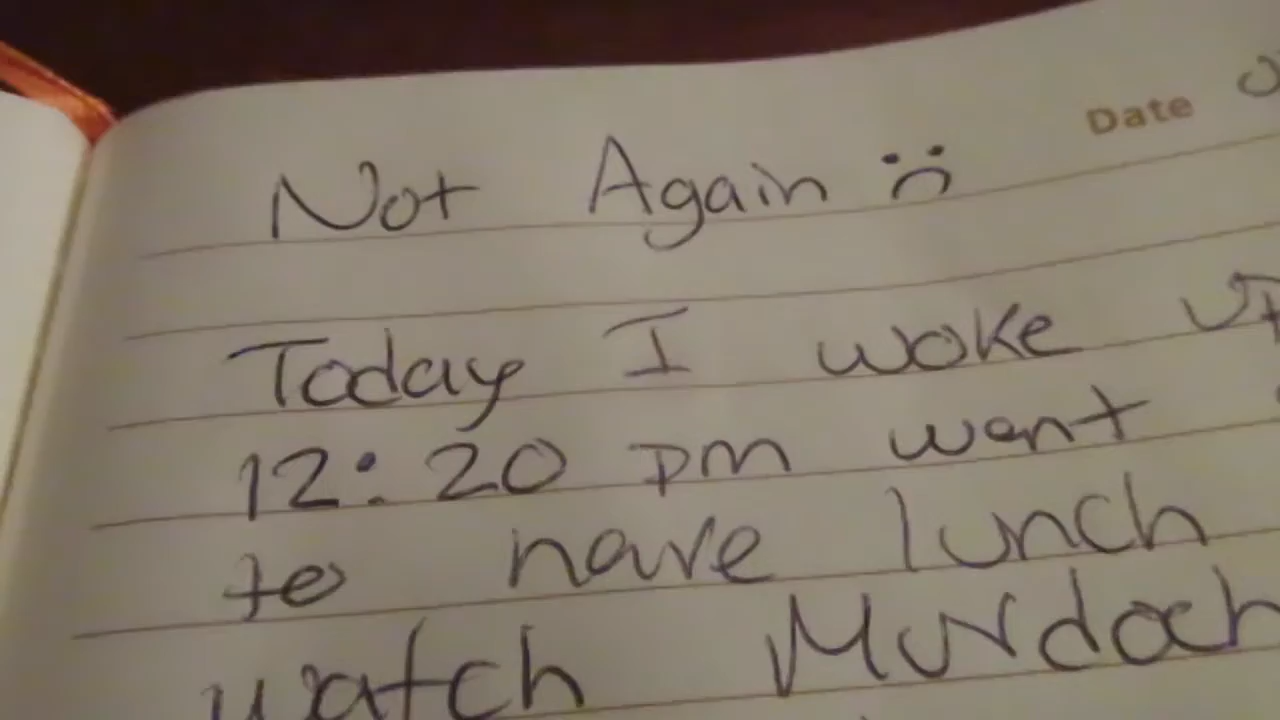 Date
Not Again :(
Today I woke
12:20 pm went
to have lunch
watch Murdoch